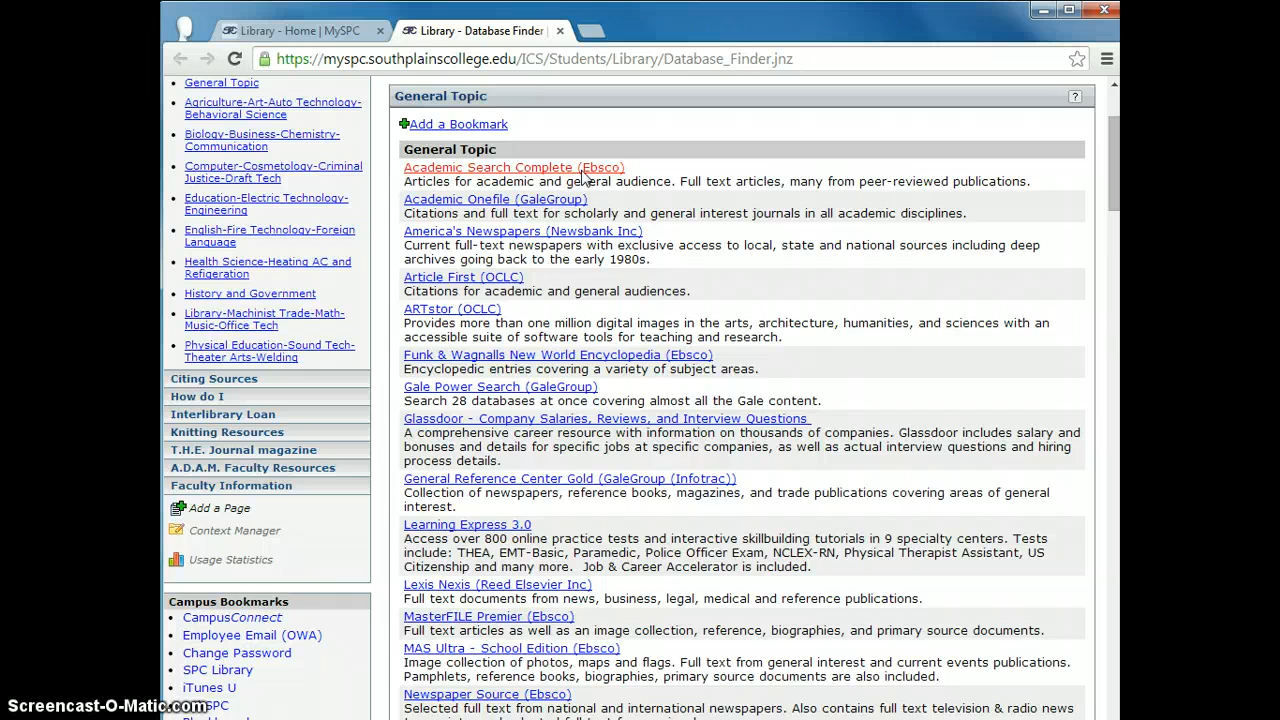 Library - Home | MySPC
Library - Database Finder
https://myspc.southplainscollege.edu/ICS/Students/Library/Database_Finder.jnz
General Topic
Agriculture-Art-Auto Technology-
Behavioral Science
Biology-Business-Chemistry-
Communication
Computer-Cosmetology-Criminal
Justice-Draft Tech
Education-Electric Technology-
Engineering
English-Fire Technology-Foreign
Language
Health Science-Heating AC and
Refigeration
History and Government
Library-Machinist Trade-Math-
Music-Office Tech
Physical Education-Sound Tech-
Theater Arts-Welding
Citing Sources
How do I
Interlibrary Loan
Knitting Resources
T.H.E. Journal magazine
A.D.A.M. Faculty Resources
Faculty Information
Add a Page
Context Manager
Usage Statistics
Campus Bookmarks
CampusConnect
Employee Email (OWA)
Change Password
SPC Library
iTunes U
General Topic
?
Add a Bookmark
General Topic
Academic Search Complete (Ebsco)
Articles for academic and general audience. Full text articles, many from peer-reviewed publications.
Academic Onefile (GaleGroup)
Citations and full text for scholarly and general interest journals in all academic disciplines.
America's Newspapers (Newsbank Inc)
Current full-text newspapers with exclusive access to local, state and national sources including deep
archives going back to the early 1980s.
Article First (OCLC)
Citations for academic and general audiences.
ARTstor (OCLC)
Provides more than one million digital images in the arts, architecture, humanities, and sciences with an
accessible suite of software tools for teaching and research.
Funk & Wagnalls New World Encyclopedia (Ebsco)
Encyclopedic entries covering a variety of subject areas.
Gale Power Search (GaleGroup)
Search 28 databases at once covering almost all the Gale content.
Glassdoor - Company Salaries, Reviews, and Interview Questions
A comprehensive career resource with information on thousands of companies. Glassdoor includes salary and
bonuses and details for specific jobs at specific companies, as well as actual interview questions and hiring
process details.
General Reference Center Gold (GaleGroup (Infotrac))
Collection of newspapers, reference books, magazines, and trade publications covering areas of general
interest.
Learning Express 3.0
Access over 800 online practice tests and interactive skillbuilding tutorials in 9 specialty centers. Tests
include: THEA, EMT-Basic, Paramedic, Police Officer Exam, NCLEX-RN, Physical Therapist Assistant, US
Citizenship and many more. Job & Career Accelerator is included.
Lexis Nexis (Reed Elsevier Inc)
Full text documents from news, business, legal, medical and reference publications.
MasterFILE Premier (Ebsco)
Full text articles as well as an image collection, reference, biographies, and primary source documents.
MAS Ultra - School Edition (Ebsco)
Image collection of photos, maps and flags. Full text from general interest and current events publications.
Pamphlets, reference books, biographies, primary source documents are also included.
Newspaper Source (Ebsco)
Selected full text from national and international newspapers. Also contains full text television & radio news
Screencast-O-Matic.com